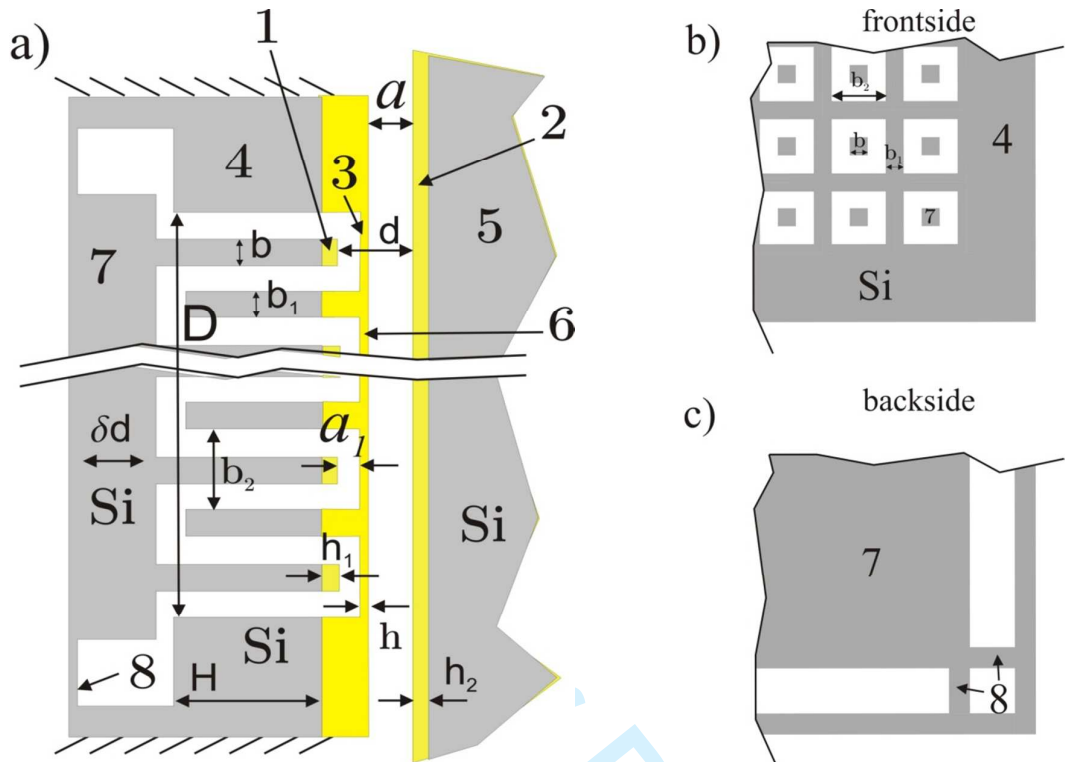 a)
1
a
2
4
3
d
5
7
b
b₁
D
6
δd
a₁
b₂
Si
Si
h₁
Si
h
8
H
h₂
b)
frontside
b₂
4
b
b₁
7
Si
c)
backside
7
8